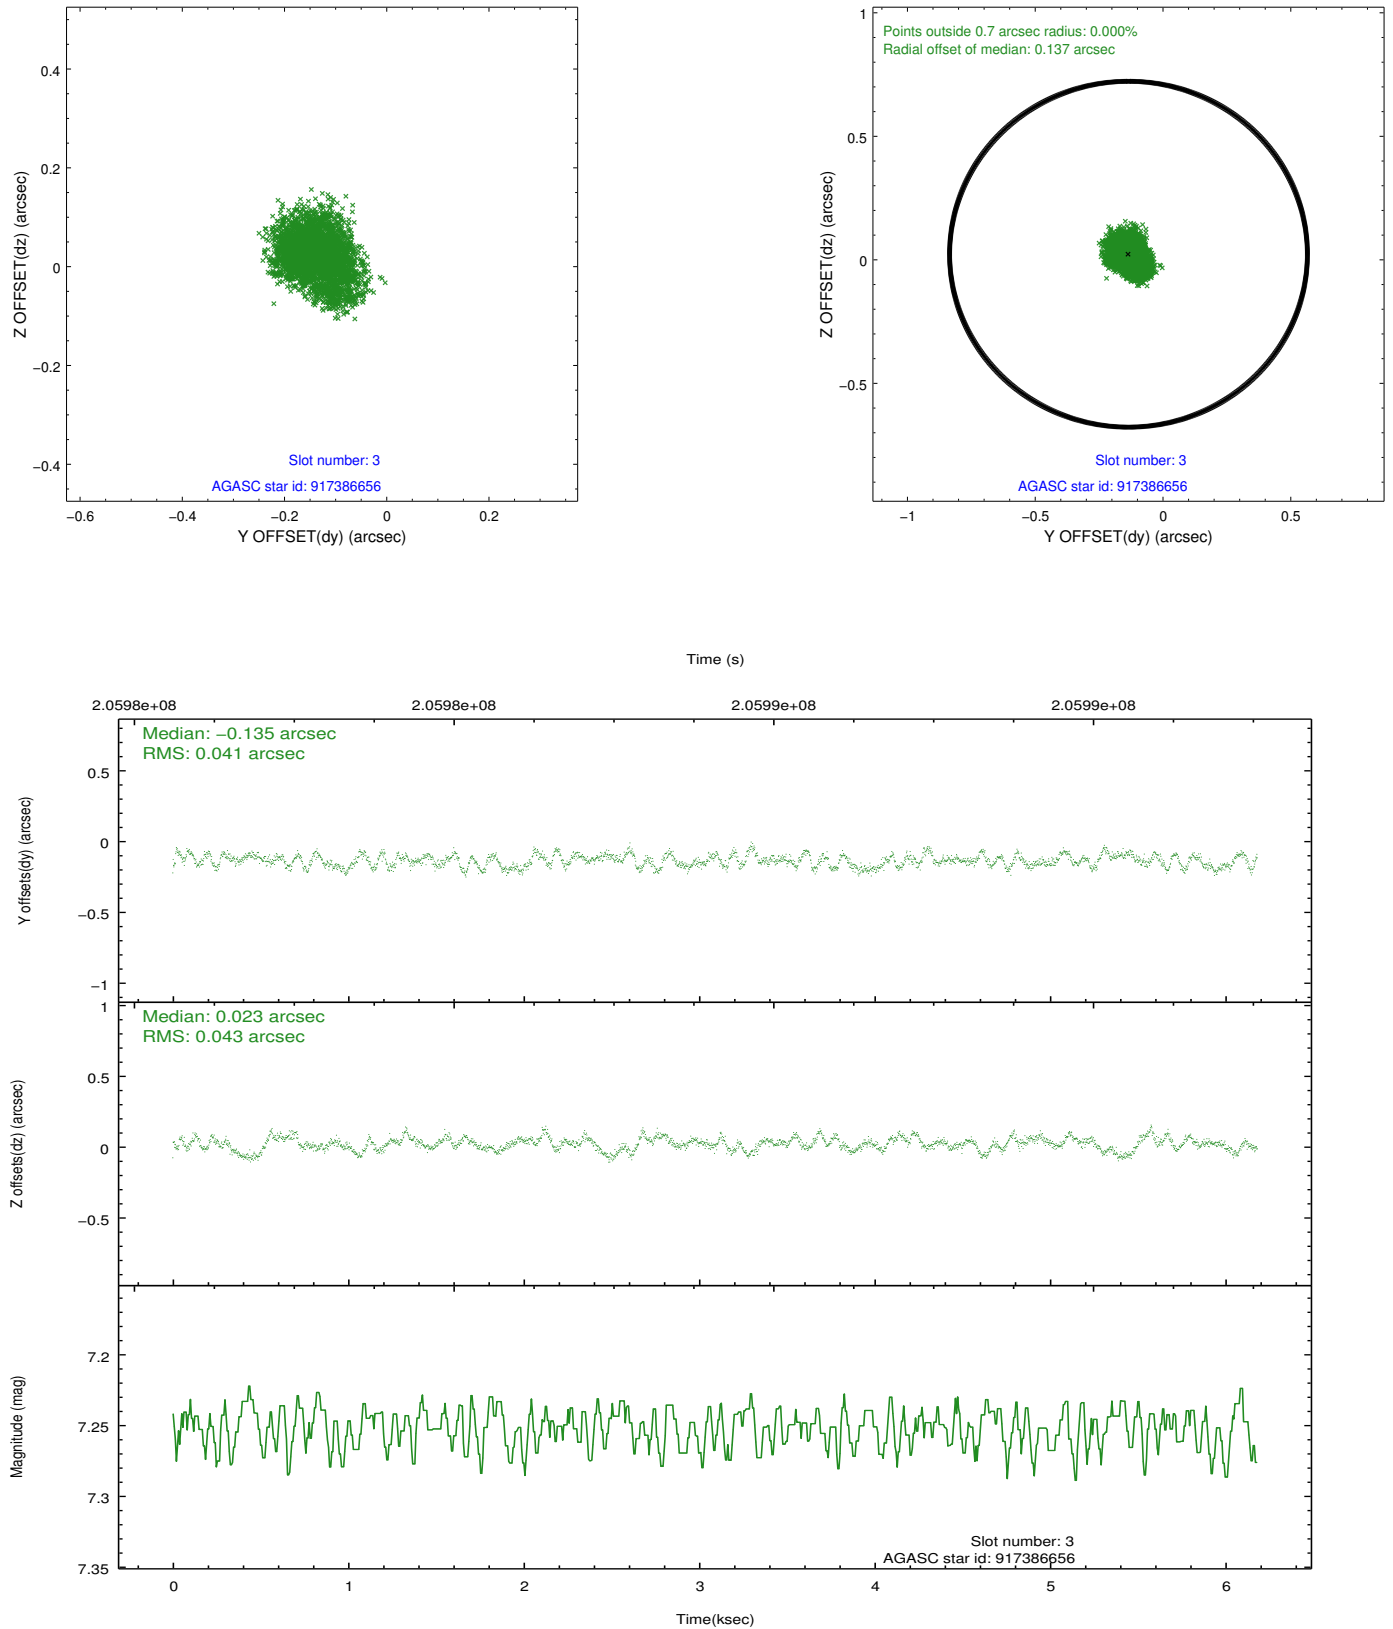 0.4
0.2
0
−0.2
−0.4
Z OFFSET(dz) (arcsec)
Slot number: 3
AGASC star id: 917386656
−0.6
−0.4
−0.2
0
0.2
Y OFFSET(dy) (arcsec)
1
0.5
0
−0.5
Z OFFSET(dz) (arcsec)
Points outside 0.7 arcsec radius: 0.000%
Radial offset of median: 0.137 arcsec
Slot number: 3
AGASC star id: 917386656
−1
−0.5
0
0.5
Y OFFSET(dy) (arcsec)
Time (s)
2.0598e+08
2.0598e+08
2.0599e+08
2.0599e+08
Median: −0.135 arcsec
RMS: 0.041 arcsec
0.5
0
−0.5
−1
Y offsets(dy) (arcsec)
Median: 0.023 arcsec
RMS: 0.043 arcsec
1
0.5
0
−0.5
Z offsets(dz) (arcsec)
7.2
7.25
7.3
7.35
Magnitude (mag)
Slot number: 3
AGASC star id: 917386656
0
1
2
3
4
5
6
Time(ksec)